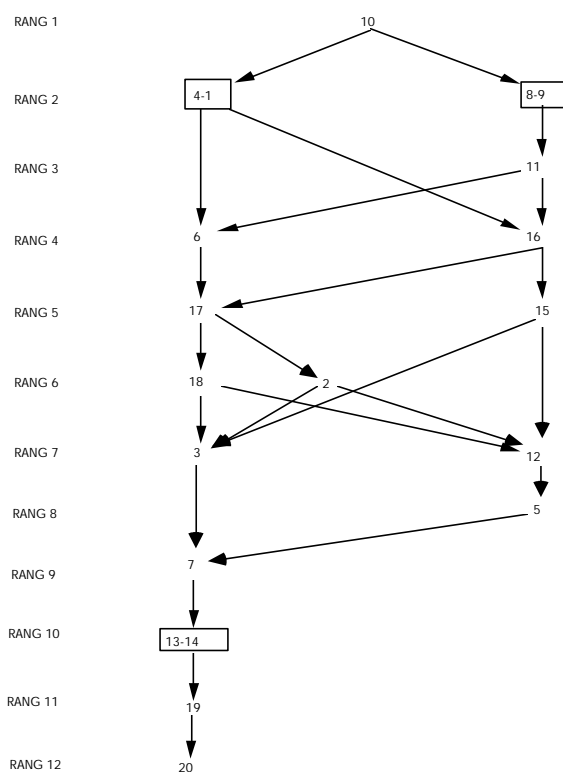 RANG 1 10
RANG 2 4-1 8-9
RANG 3 11
RANG 4 6 16
RANG 5 17 15
RANG 6 18 2
RANG 7 3 12
RANG 8 5
RANG 9 7
RANG 10 13-14
RANG 11 19
RANG 12 20